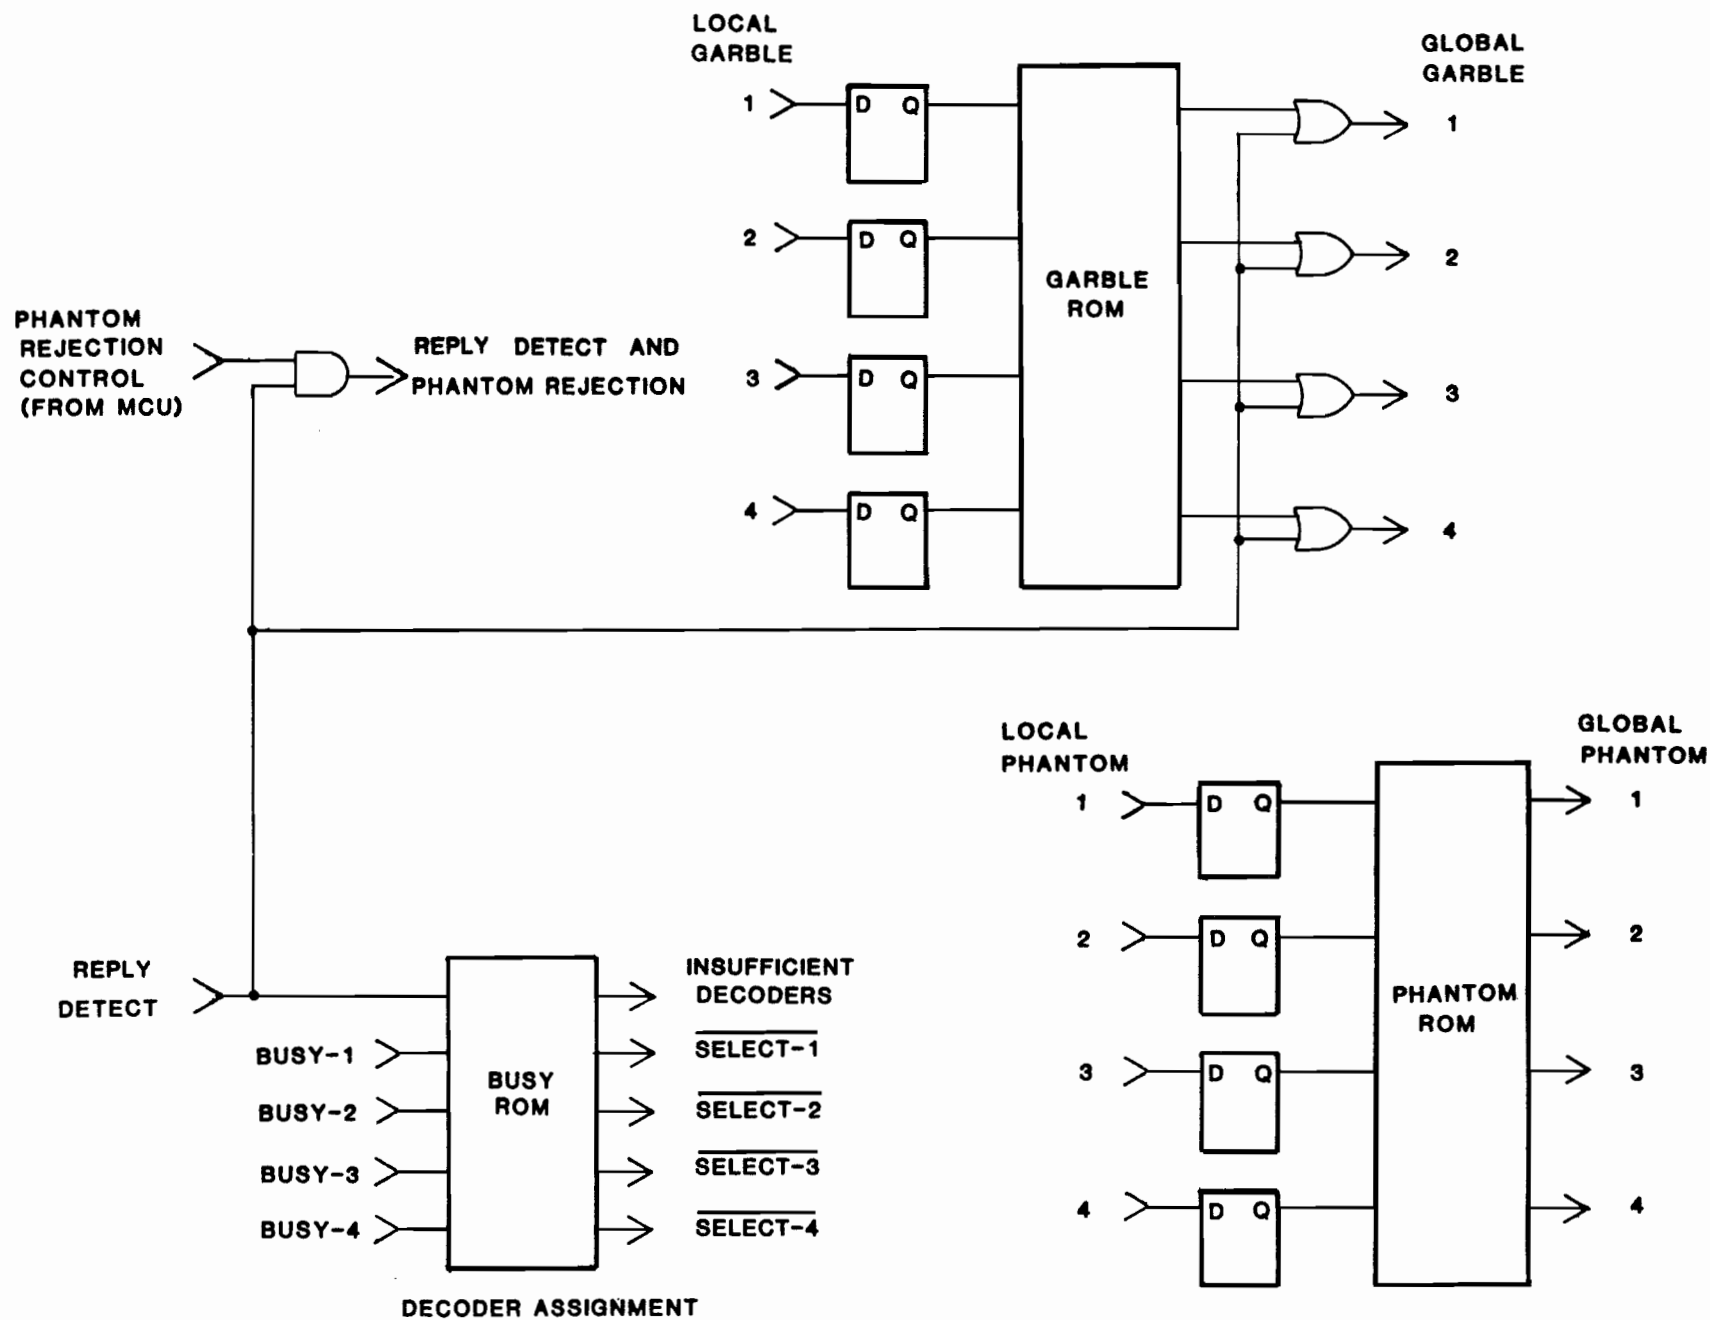 LOCAL
GARBLE
GLOBAL
GARBLE
1
D Q
1
2
D Q
2
GARBLE
ROM
PHANTOM
REJECTION
CONTROL
(FROM MCU)
REPLY DETECT AND
PHANTOM REJECTION
3
D Q
3
4
D Q
4
LOCAL
PHANTOM
GLOBAL
PHANTOM
1
D Q
1
2
D Q
2
PHANTOM
ROM
3
D Q
3
4
D Q
4
REPLY
DETECT
INSUFFICIENT
DECODERS
BUSY-1
SELECT-1
BUSY
ROM
BUSY-2
SELECT-2
BUSY-3
SELECT-3
BUSY-4
SELECT-4
DECODER ASSIGNMENT